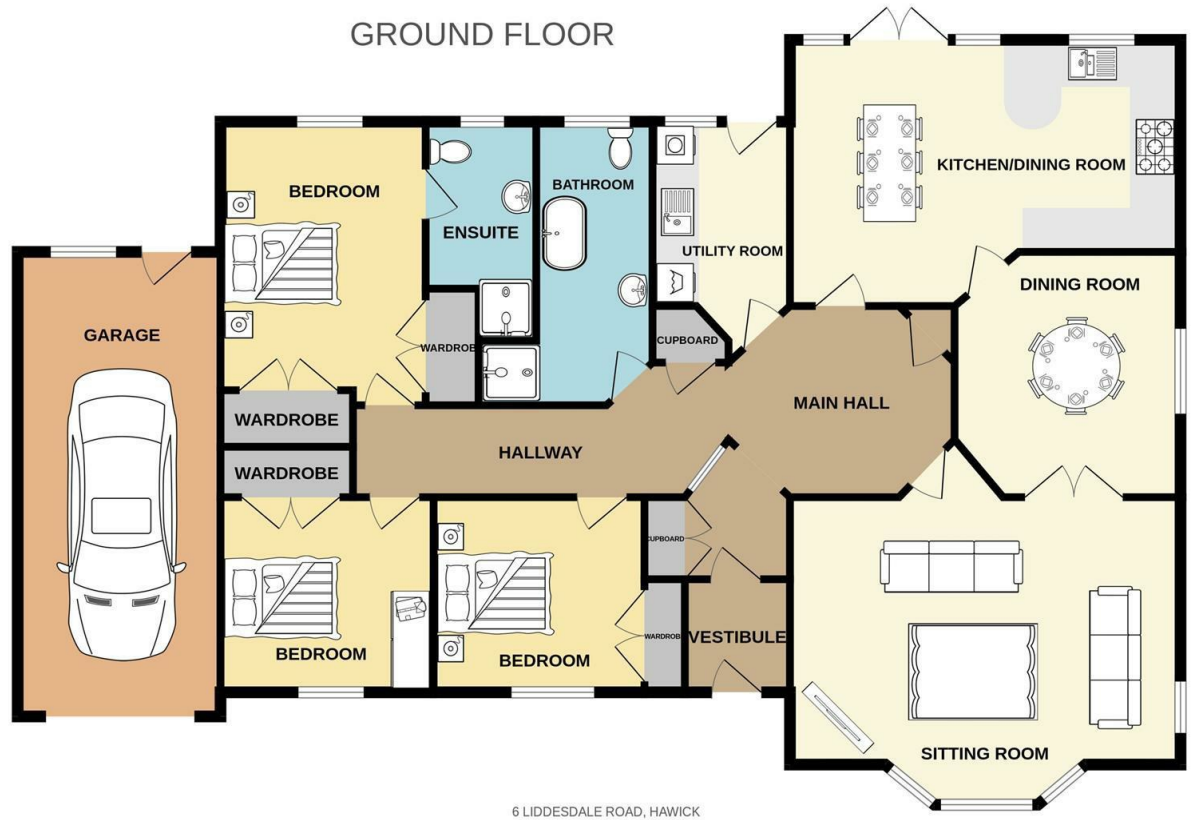 GROUND FLOOR
KITCHEN/DINING ROOM
BEDROOM
BATHROOM
ENSUITE
UTILITY ROOM
DINING ROOM
GARAGE
CUPBOARD
WARDROBE
WARDROBE
MAIN HALL
HALLWAY
WARDROBE
CUPBOARD
BEDROOM
BEDROOM
WARDROBE
VESTIBULE
SITTING ROOM
6 LIDDESDALE ROAD, HAWICK